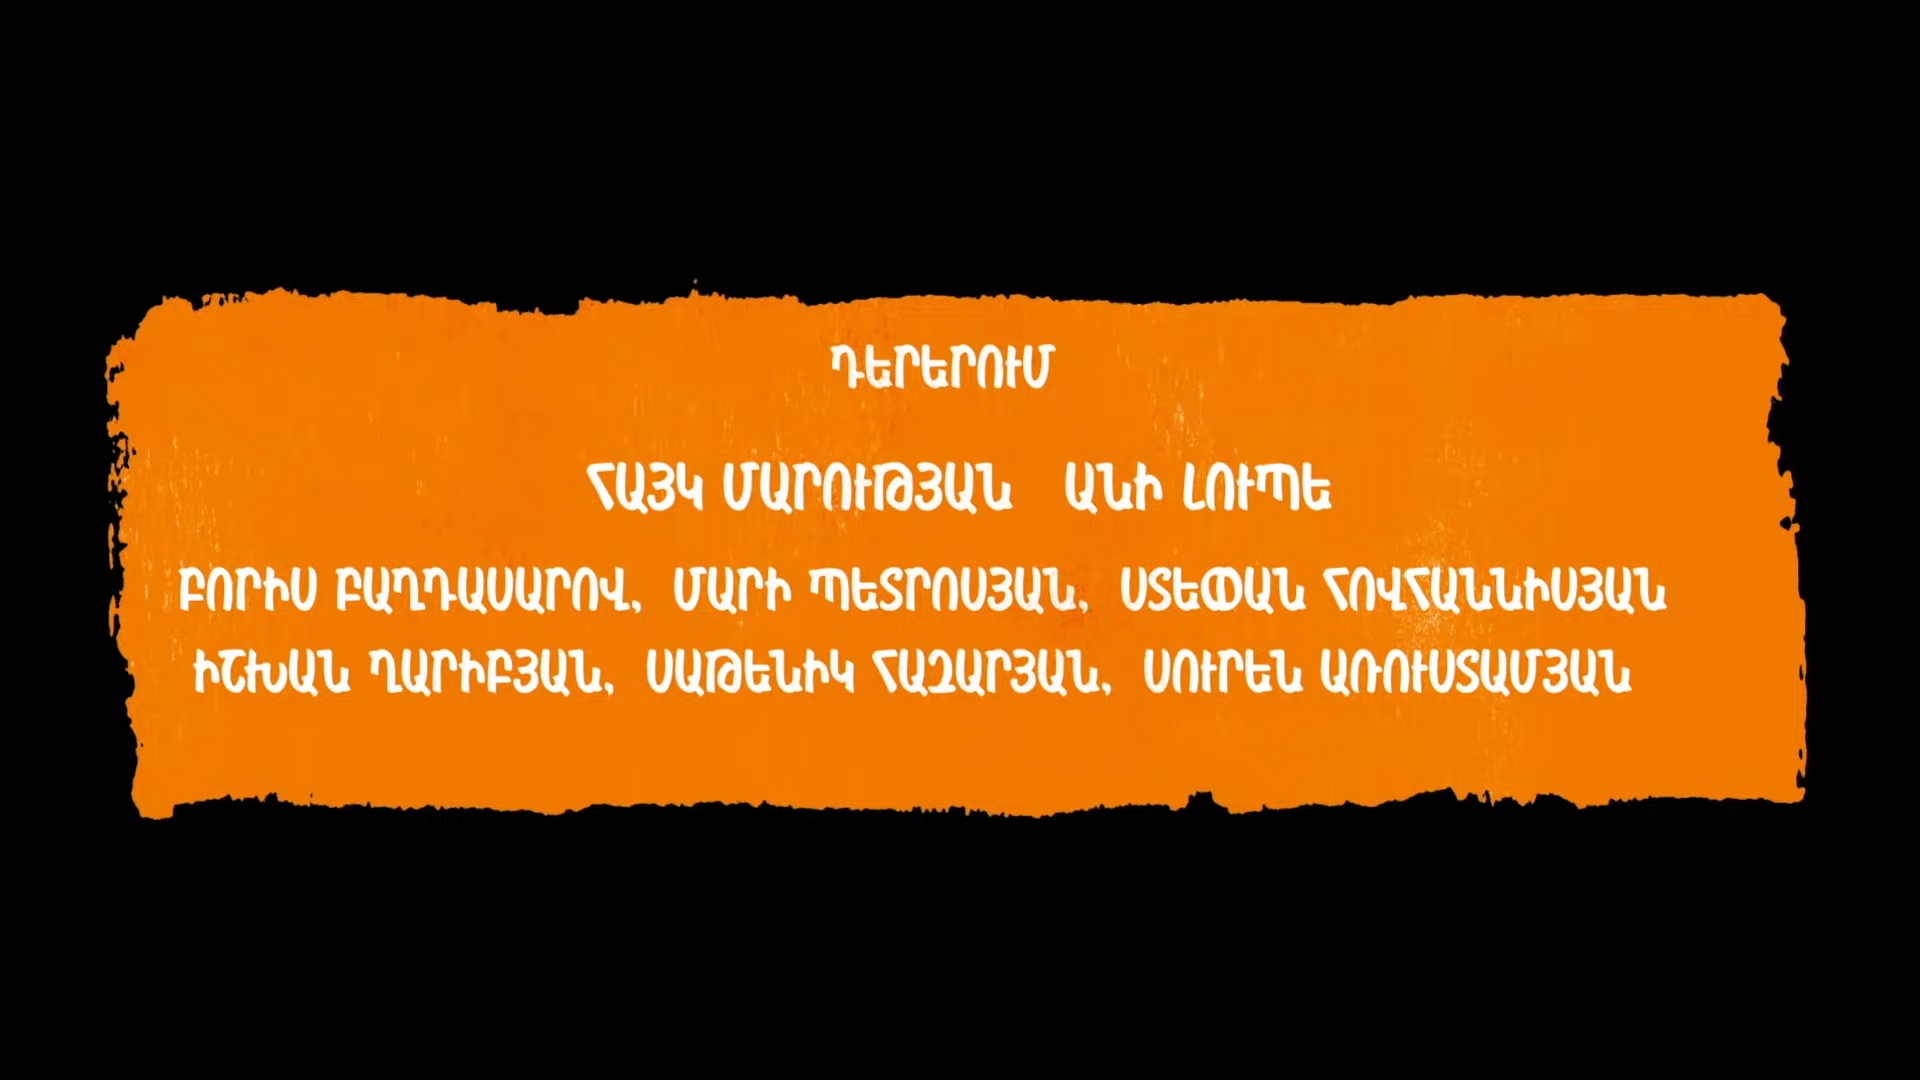 ԴԵՐԵՐՈՒՄ
ՀԱՅԿ ՄԱՐՈՒԹՅԱՆ ԱՆԻ ԼՈՒՊԵ
ԲՈՐԻՍ ԲԱՂԴԱՍԱՐՈՎ, ՄԱՐԻ ՊԵՏՐՈՍՅԱՆ, ՍՏԵՓԱՆ ՀՈՎՀԱՆՆԻՍՅԱՆ
ԻՇԽԱՆ ՂԱՐԻԲՅԱՆ, ՍԱԹԵՆԻԿ ՀԱԶԱՐՅԱՆ, ՍՈՒՐԵՆ ԱՌՈՒՍՏԱՄՅԱՆ